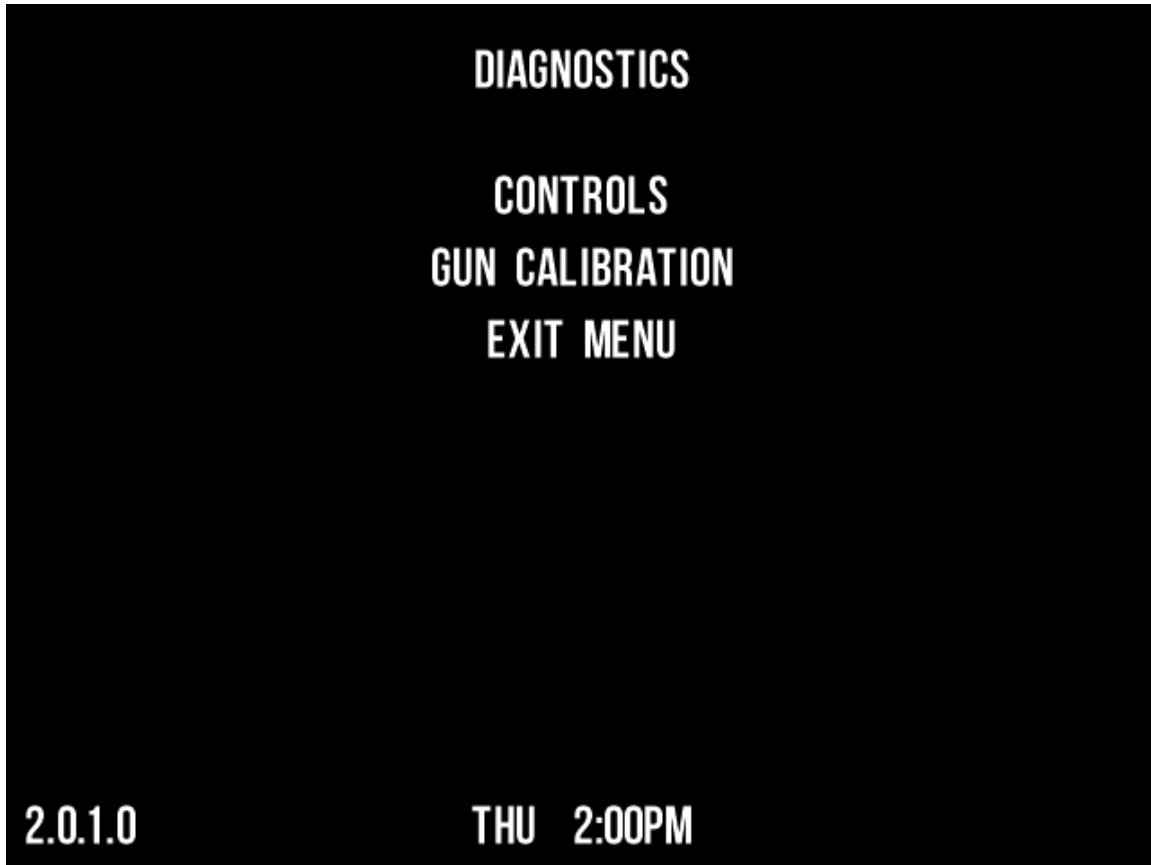 DIAGNOSTICS
CONTROLS
GUN CALIBRATION
EXIT MENU
2.0.1.0 THU 2:00PM